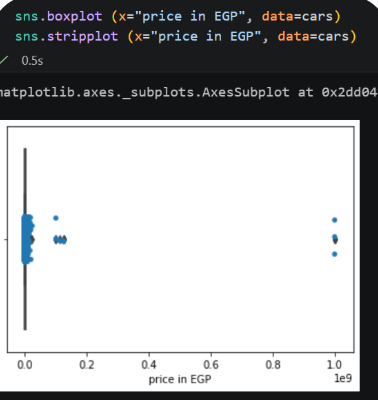 sns.boxplot (x="price in EGP", data=cars)
sns.stripplot (x="price in EGP", data=cars)
0.5s
matplotlib.axes._subplots.AxesSubplot at 0x2dd04
0.0 0.2 0.4 0.6 0.8 1.0
1e9
price in EGP